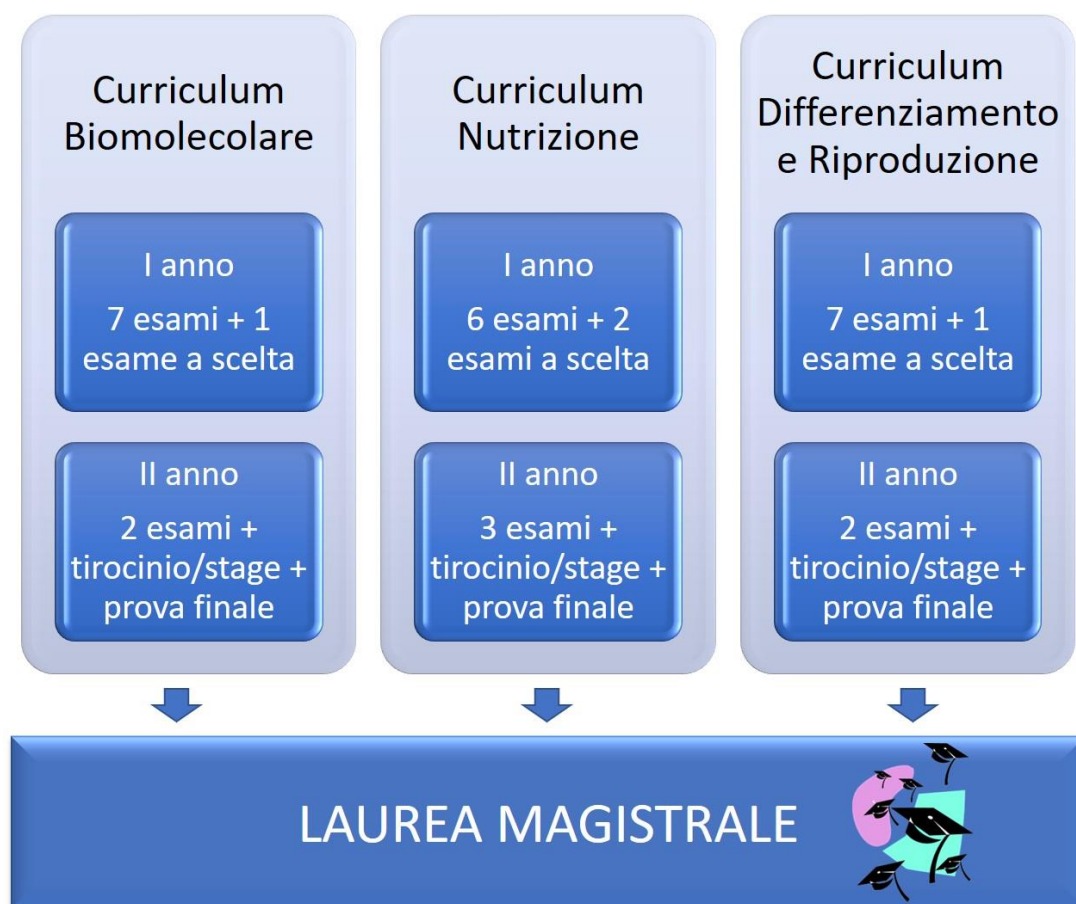 Curriculum
Biomolecolare
I anno
7 esami + 1
esame a scelta
II anno
2 esami +
tirocinio/stage +
prova finale
Curriculum
Nutrizione
I anno
6 esami + 2
esami a scelta
II anno
3 esami +
tirocinio/stage +
prova finale
Curriculum
Differenziamento
e Riproduzione
I anno
7 esami + 1
esame a scelta
II anno
2 esami +
tirocinio/stage +
prova finale
LAUREA MAGISTRALE